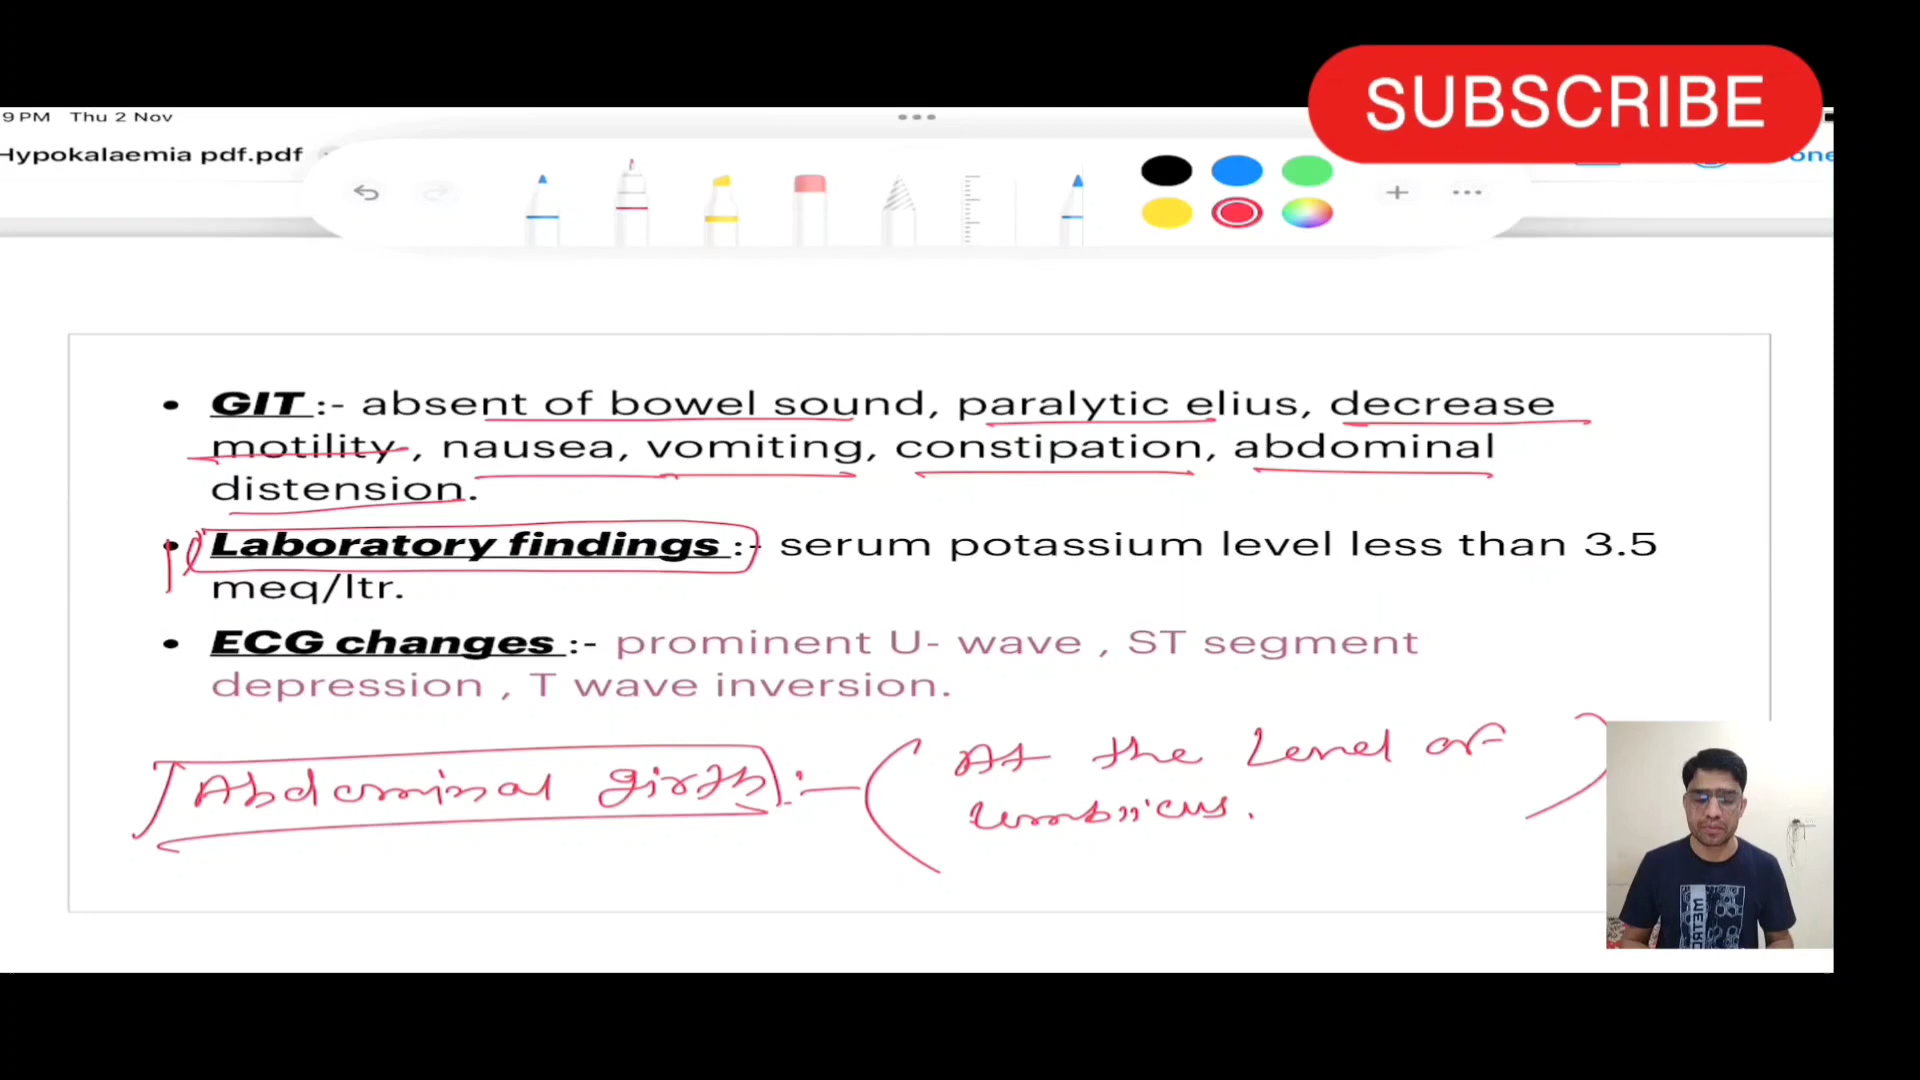 SUBSCRIBE
9 PM Thu 2 Nov
Hypokalaemia pdf.pdf
• GIT :- absent of bowel sound, paralytic elius, decrease
motility , nausea, vomiting, constipation, abdominal
distension.
• Laboratory findings :- serum potassium level less than 3.5
meq/ltr.
• ECG changes :- prominent U- wave , ST segment
depression , T wave inversion.
Abdominal girth :- ( At the level of )
METRO